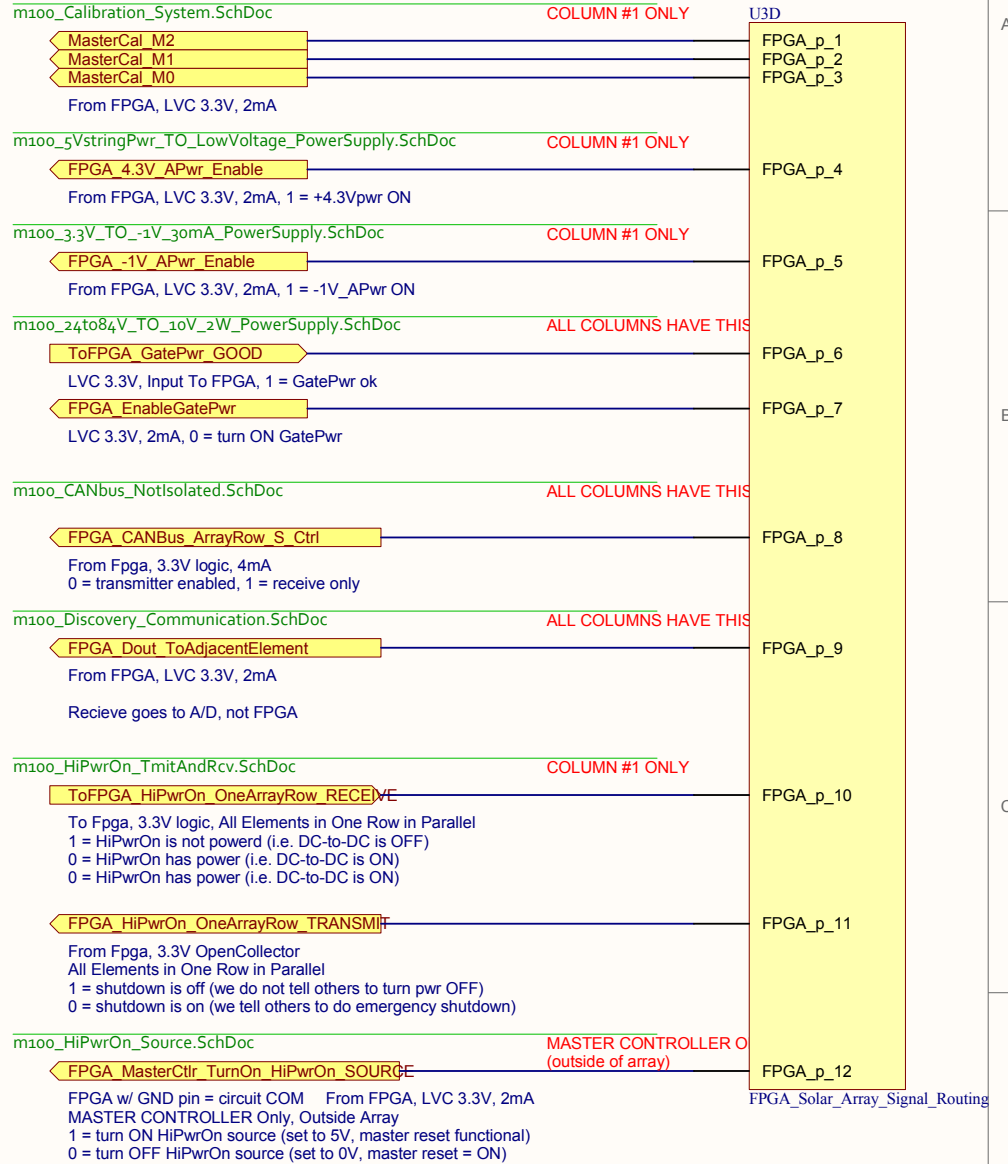 m100_Calibration_System.SchDoc COLUMN #1 ONLY U3D
MasterCal_M2 FPGA_p_1
MasterCal_M1 FPGA_p_2
MasterCal_M0 FPGA_p_3
From FPGA, LVC 3.3V, 2mA
m100_5VstringPwr_TO_LowVoltage_PowerSupply.SchDoc COLUMN #1 ONLY
FPGA_4.3V_APwr_Enable FPGA_p_4
From FPGA, LVC 3.3V, 2mA, 1 = +4.3Vpwr ON
m100_3.3V_TO_-1V_30mA_PowerSupply.SchDoc COLUMN #1 ONLY
FPGA_-1V_APwr_Enable FPGA_p_5
From FPGA, LVC 3.3V, 2mA, 1 = -1V_APwr ON
m100_24to84V_TO_10V_2W_PowerSupply.SchDoc ALL COLUMNS HAVE THIS
ToFPGA_GatePwr_GOOD FPGA_p_6
LVC 3.3V, Input To FPGA, 1 = GatePwr ok
FPGA_EnableGatePwr FPGA_p_7
LVC 3.3V, 2mA, 0 = turn ON GatePwr
m100_CANbus_NotIsolated.SchDoc ALL COLUMNS HAVE THIS
FPGA_CANBus_ArrayRow_S_Ctrl FPGA_p_8
From Fpga, 3.3V logic, 4mA
0 = transmitter enabled, 1 = receive only
m100_Discovery_Communication.SchDoc ALL COLUMNS HAVE THIS
FPGA_Dout_ToAdjacentElement FPGA_p_9
From FPGA, LVC 3.3V, 2mA
Recieve goes to A/D, not FPGA
m100_HiPwrOn_TmitAndRcv.SchDoc COLUMN #1 ONLY
ToFPGA_HiPwrOn_OneArrayRow_RECEIVE FPGA_p_10
To Fpga, 3.3V logic, All Elements in One Row in Parallel
1 = HiPwrOn is not powerd (i.e. DC-to-DC is OFF)
0 = HiPwrOn has power (i.e. DC-to-DC is ON)
0 = HiPwrOn has power (i.e. DC-to-DC is ON)
FPGA_HiPwrOn_OneArrayRow_TRANSMIT FPGA_p_11
From Fpga, 3.3V OpenCollector
All Elements in One Row in Parallel
1 = shutdown is off (we do not tell others to turn pwr OFF)
0 = shutdown is on (we tell others to do emergency shutdown)
m100_HiPwrOn_Source.SchDoc MASTER CONTROLLER O
(outside of array)
FPGA_MasterCtlr_TurnOn_HiPwrOn_SOURCE FPGA_p_12
FPGA w/ GND pin = circuit COM From FPGA, LVC 3.3V, 2mA FPGA_Solar_Array_Signal_Routing
MASTER CONTROLLER Only, Outside Array
1 = turn ON HiPwrOn source (set to 5V, master reset functional)
0 = turn OFF HiPwrOn source (set to 0V, master reset = ON)
A
B
C